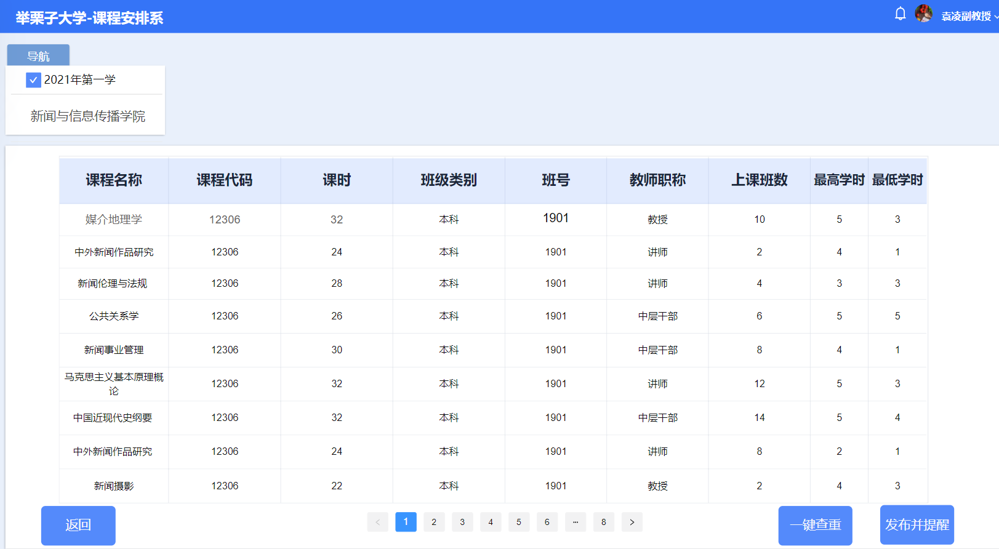 举栗子大学-课程安排系
袁凌副教授
导航
2021年第一学
新闻与信息传播学院
课程名称 课程代码 课时 班级类别 班号 教师职称 上课班数 最高学时 最低学时
媒介地理学 12306 32 本科 1901 教授 10 5 3
中外新闻作品研究 12306 24 本科 1901 讲师 2 4 1
新闻伦理与法规 12306 28 本科 1901 讲师 4 3 3
公共关系学 12306 26 本科 1901 中层干部 6 5 5
新闻事业管理 12306 30 本科 1901 中层干部 8 4 1
马克思主义基本原理概
论 12306 32 本科 1901 讲师 12 5 3
中国近现代史纲要 12306 32 本科 1901 中层干部 14 5 4
中外新闻作品研究 12306 24 本科 1901 讲师 8 2 1
新闻摄影 12306 22 本科 1901 教授 2 4 3
返回 < 1 2 3 4 5 6 ··· 8 > 一键查重 发布并提醒